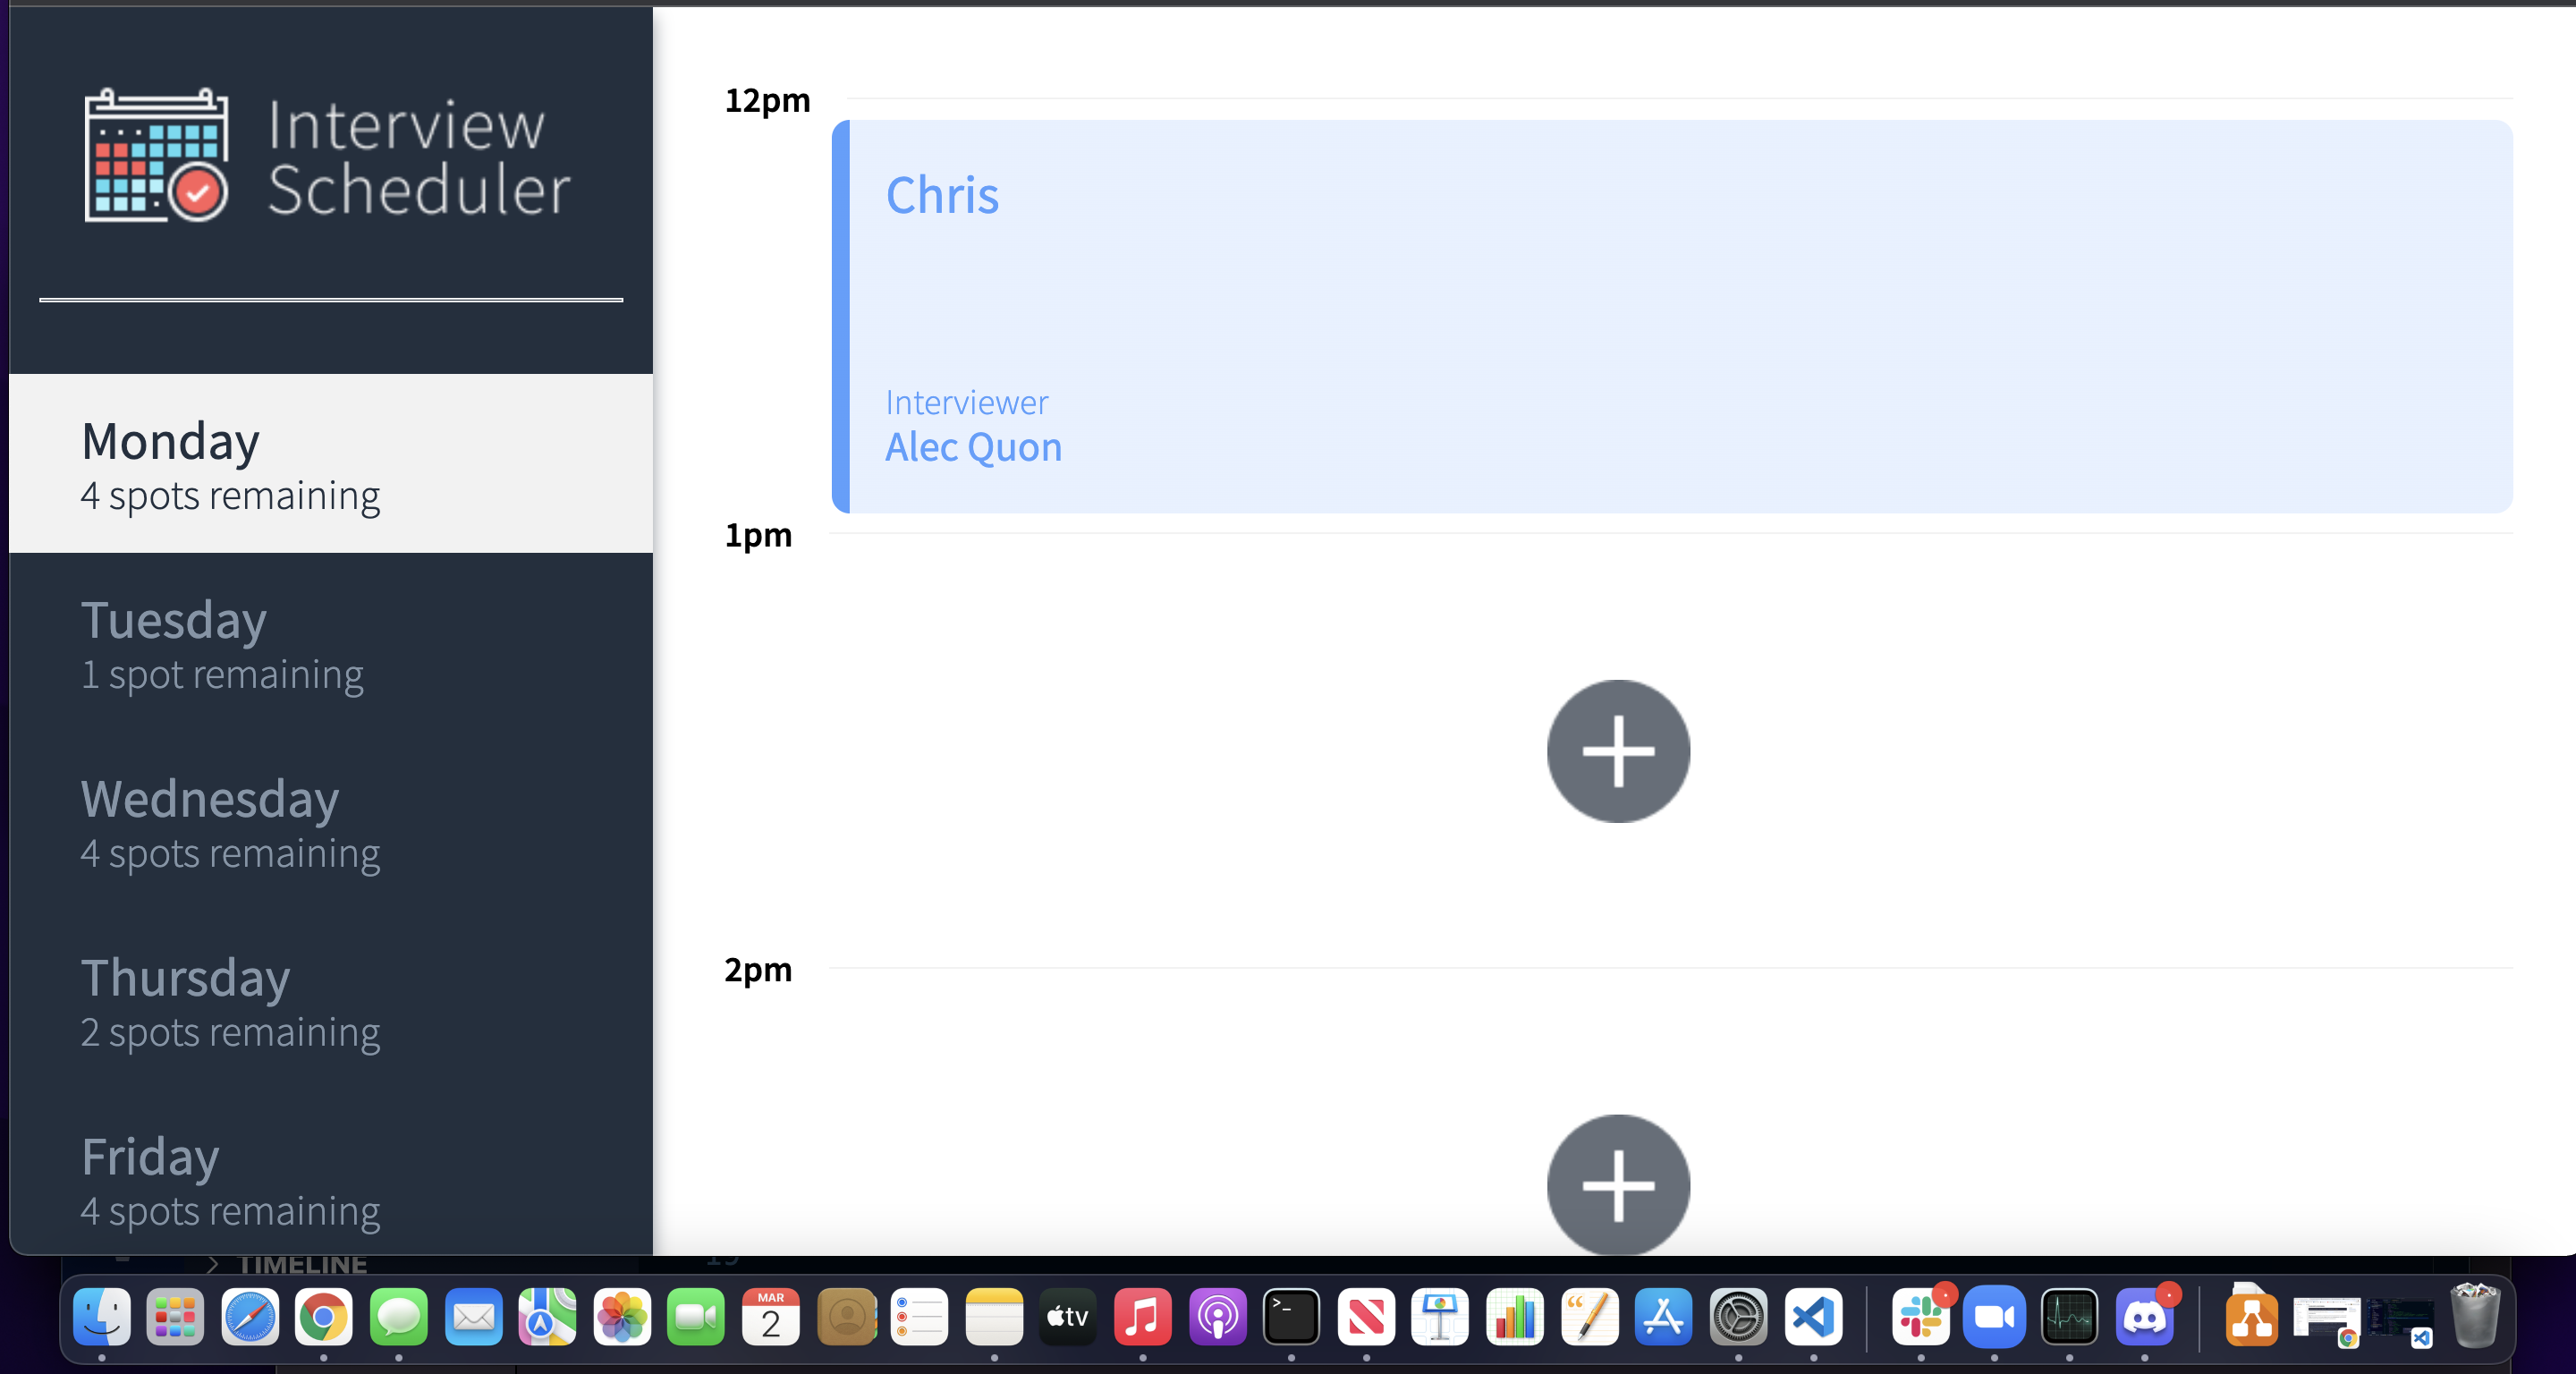 Interview
Scheduler
Monday
4 spots remaining
Tuesday
1 spot remaining
Wednesday
4 spots remaining
Thursday
2 spots remaining
Friday
4 spots remaining
12pm
Chris
Interviewer
Alec Quon
1pm
2pm
TIMELINE
MAR
2
tv